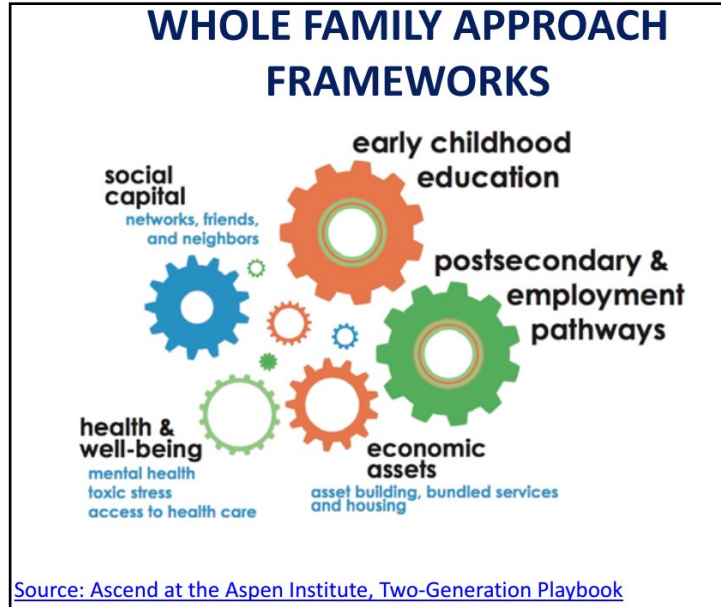 WHOLE FAMILY APPROACH
FRAMEWORKS
early childhood
education
social
capital
networks, friends,
and neighbors
postsecondary &
employment
pathways
health &
well-being
mental health
toxic stress
access to health care
economic
assets
asset building, bundled services
and housing
Source: Ascend at the Aspen Institute, Two-Generation Playbook